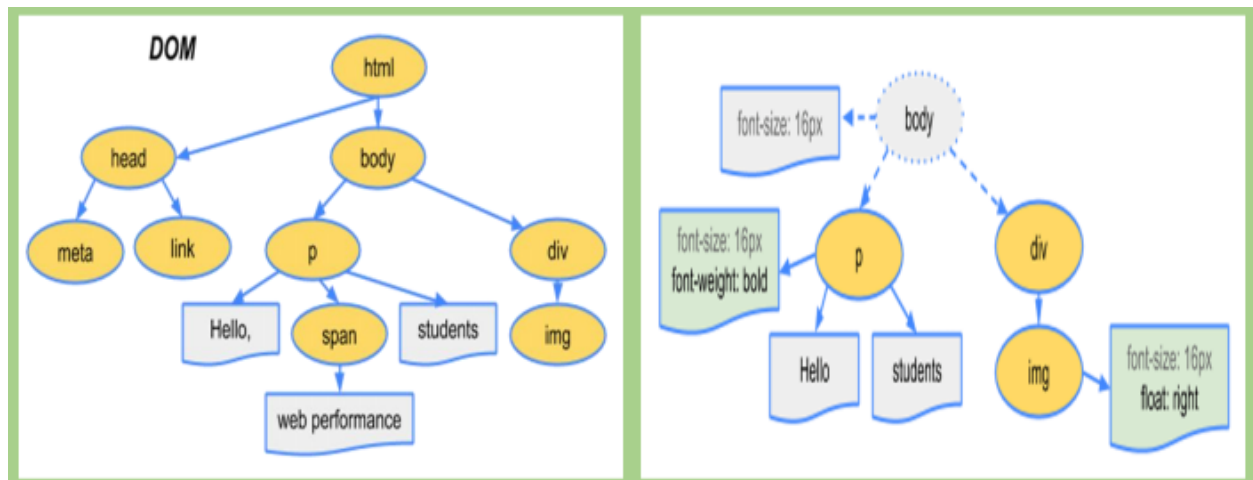 DOM
html
head
body
meta
link
p
div
Hello,
span
students
img
web performance
body
font-size: 16px
p
div
font-size: 16px
font-weight: bold
Hello
students
img
font-size: 16px
float: right